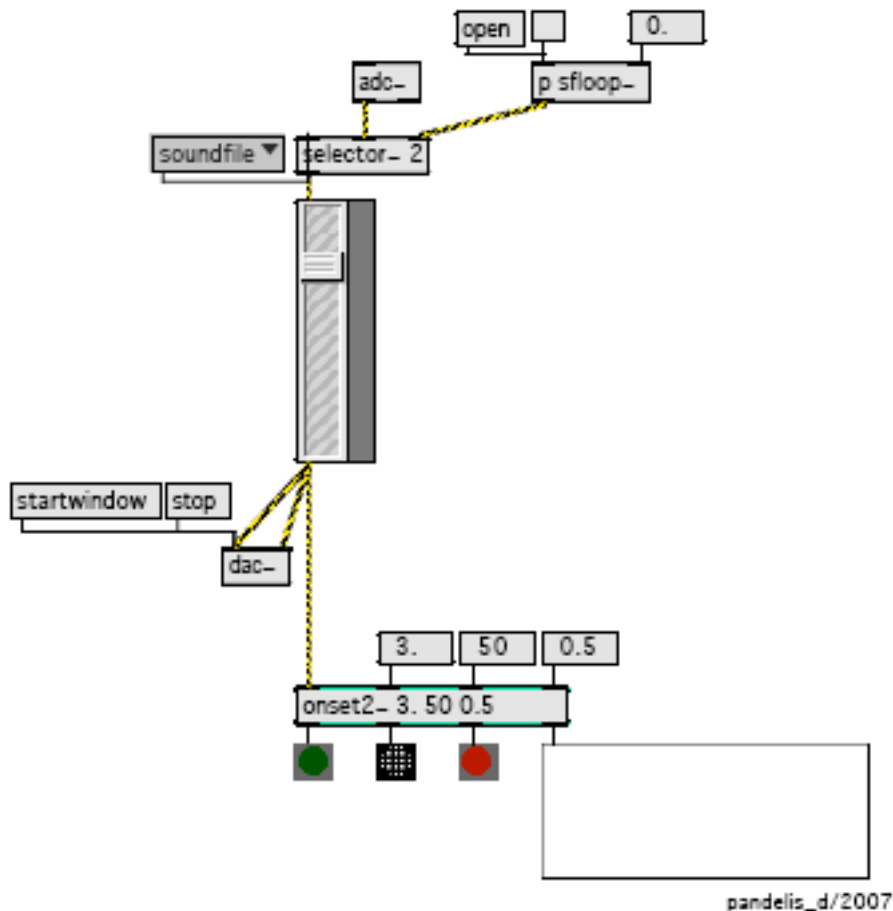 open
0.
adc~
p sfloop~
soundfile
selector~ 2
startwindow
stop
dac~
3.
50
0.5
onset2~ 3. 50 0.5
pandelis_d/2007